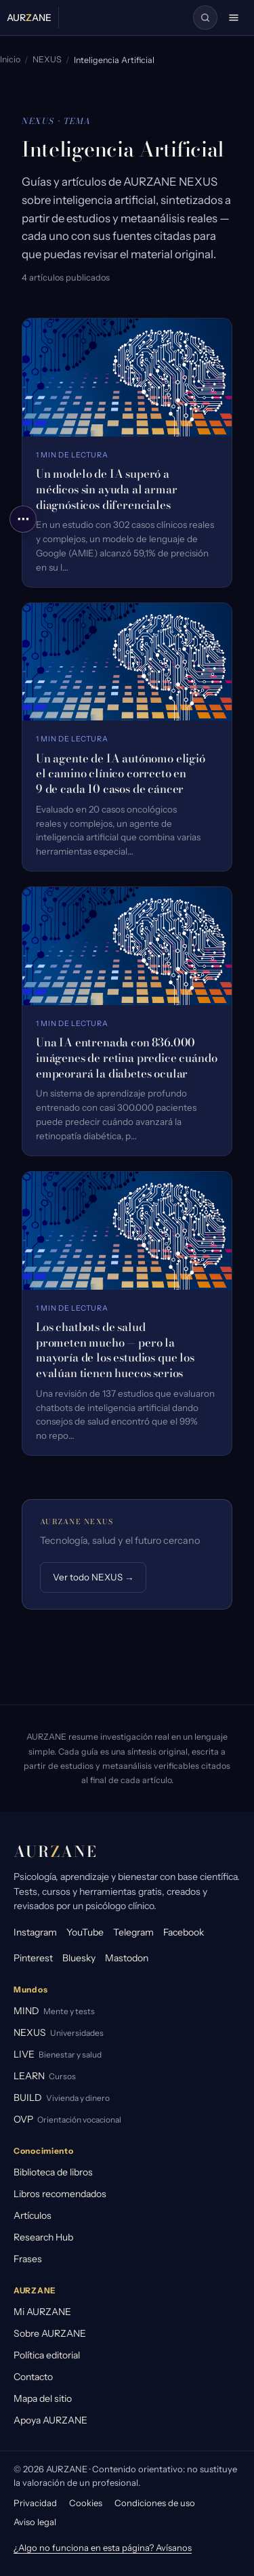 AURZANE
Inicio / NEXUS / Inteligencia Artificial
NEXUS · TEMA
Inteligencia Artificial
Guías y artículos de AURZANE NEXUS
sobre inteligencia artificial, sintetizados a
partir de estudios y metaanálisis reales —
cada uno con sus fuentes citadas para
que puedas revisar el material original.
4 artículos publicados
1 MIN DE LECTURA
Un modelo de IA superó a
médicos sin ayuda al armar
diagnósticos diferenciales
En un estudio con 302 casos clínicos reales
y complejos, un modelo de lenguaje de
Google (AMIE) alcanzó 59,1% de precisión
en su l...
1 MIN DE LECTURA
Un agente de IA autónomo eligió
el camino clínico correcto en
9 de cada 10 casos de cáncer
Evaluado en 20 casos oncológicos
reales y complejos, un agente de
inteligencia artificial que combina varias
herramientas especial...
1 MIN DE LECTURA
Una IA entrenada con 836.000
imágenes de retina predice cuándo
empeorará la diabetes ocular
Un sistema de aprendizaje profundo
entrenado con casi 300.000 pacientes
puede predecir cuándo avanzará la
retinopatía diabética, p...
1 MIN DE LECTURA
Los chatbots de salud
prometen mucho — pero la
mayoría de los estudios que los
evalúan tienen huecos serios
Una revisión de 137 estudios que evaluaron
chatbots de inteligencia artificial dando
consejos de salud encontró que el 99%
no repo...
AURZANE NEXUS
Tecnología, salud y el futuro cercano
Ver todo NEXUS →
AURZANE resume investigación real en un lenguaje
simple. Cada guía es una síntesis original, escrita a
partir de estudios y metaanálisis verificables citados
al final de cada artículo.
AURZANE
Psicología, aprendizaje y bienestar con base científica.
Tests, cursos y herramientas gratis, creados y
revisados por un psicólogo clínico.
Instagram YouTube Telegram Facebook
Pinterest Bluesky Mastodon
Mundos
MIND Mente y tests
NEXUS Universidades
LIVE Bienestar y salud
LEARN Cursos
BUILD Vivienda y dinero
OVP Orientación vocacional
Conocimiento
Biblioteca de libros
Libros recomendados
Artículos
Research Hub
Frases
AURZANE
Mi AURZANE
Sobre AURZANE
Política editorial
Contacto
Mapa del sitio
Apoya AURZANE
© 2026 AURZANE · Contenido orientativo: no sustituye
la valoración de un profesional.
Privacidad Cookies Condiciones de uso
Aviso legal
¿Algo no funciona en esta página? Avísanos